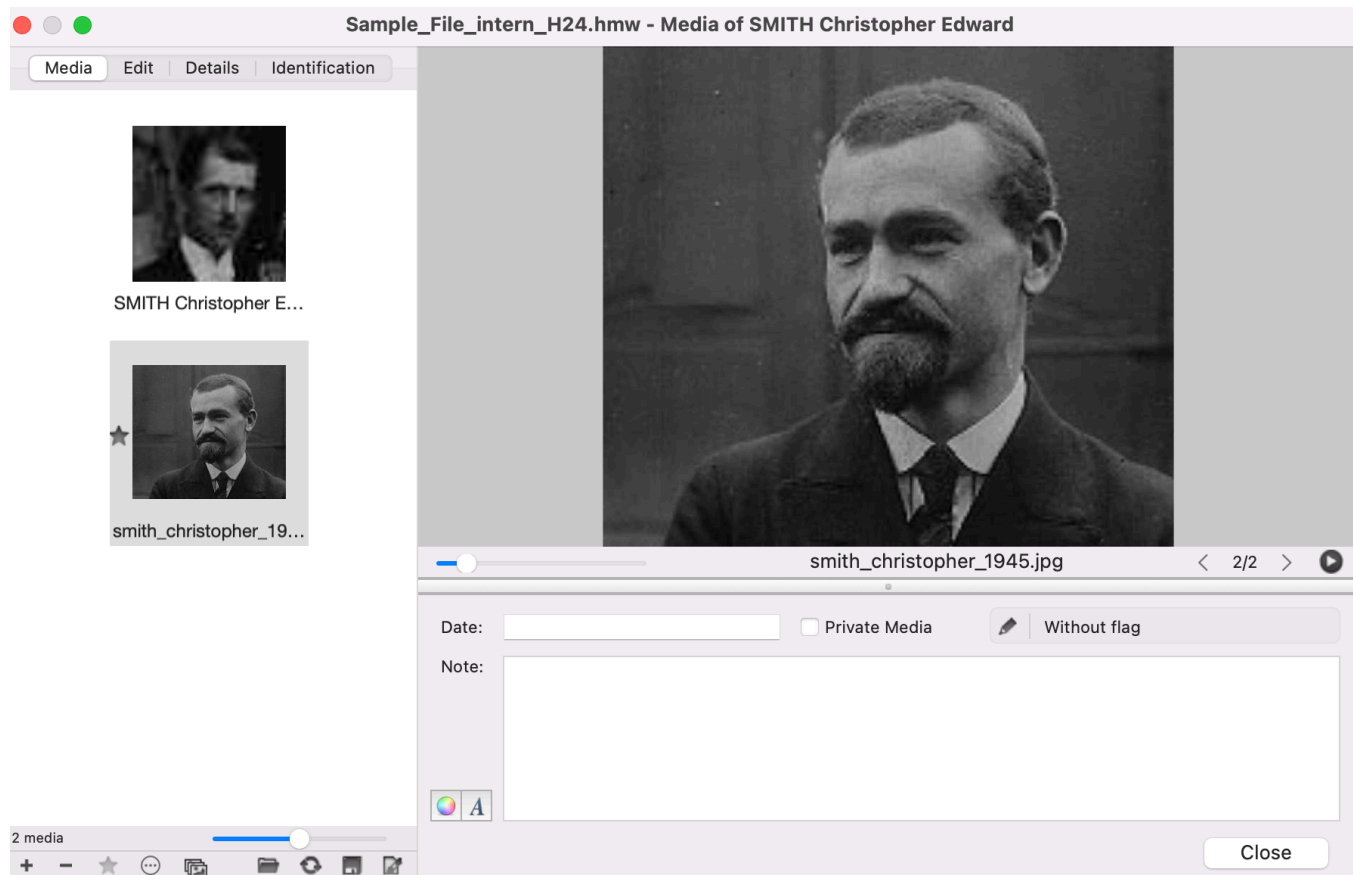 Sample_File_intern_H24.hmw - Media of SMITH Christopher Edward
Media Edit Details Identification
SMITH Christopher E...
smith_christopher_19...
smith_christopher_1945.jpg 2/2
Date: Private Media Without flag
Note:
A
2 media
Close